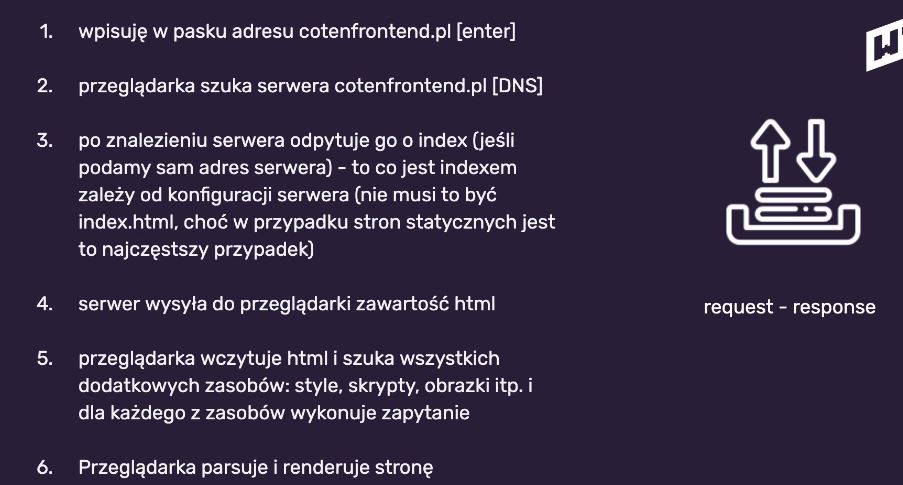 1. wpisuję w pasku adresu cotenfrontend.pl [enter]
2. przeglądarka szuka serwera cotenfrontend.pl [DNS]
3. po znalezieniu serwera odpytuje go o index (jeśli
podamy sam adres serwera) - to co jest indexem
zależy od konfiguracji serwera (nie musi to być
index.html, choć w przypadku stron statycznych jest
to najczęstszy przypadek)
4. serwer wysyła do przeglądarki zawartość html
5. przeglądarka wczytuje html i szuka wszystkich
dodatkowych zasobów: style, skrypty, obrazki itp. i
dla każdego z zasobów wykonuje zapytanie
6. Przeglądarka parsuje i renderuje stronę
request - response